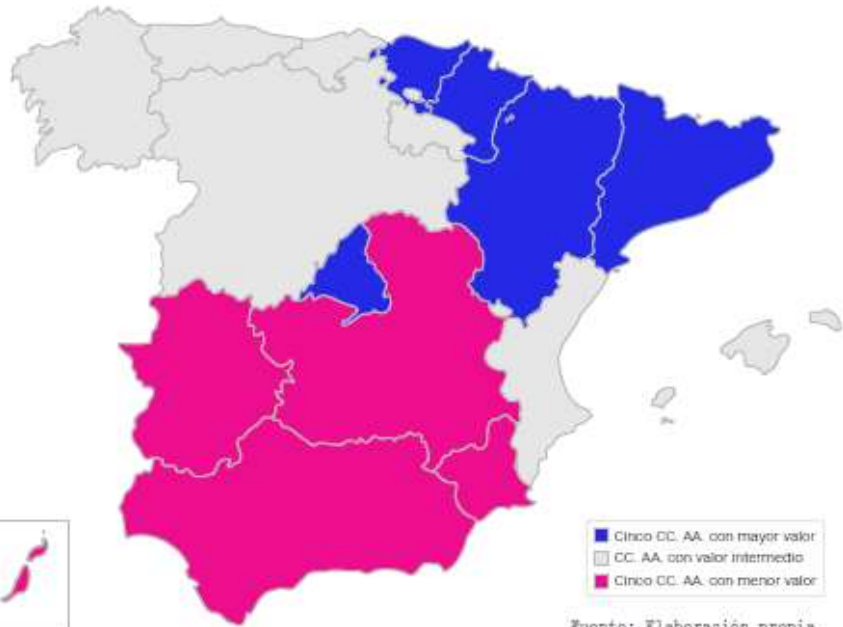 Cinco CC. AA. con mayor valor
CC. AA. con valor intermedio
Cinco CC. AA. con menor valor
Fuente: Elaboración propia